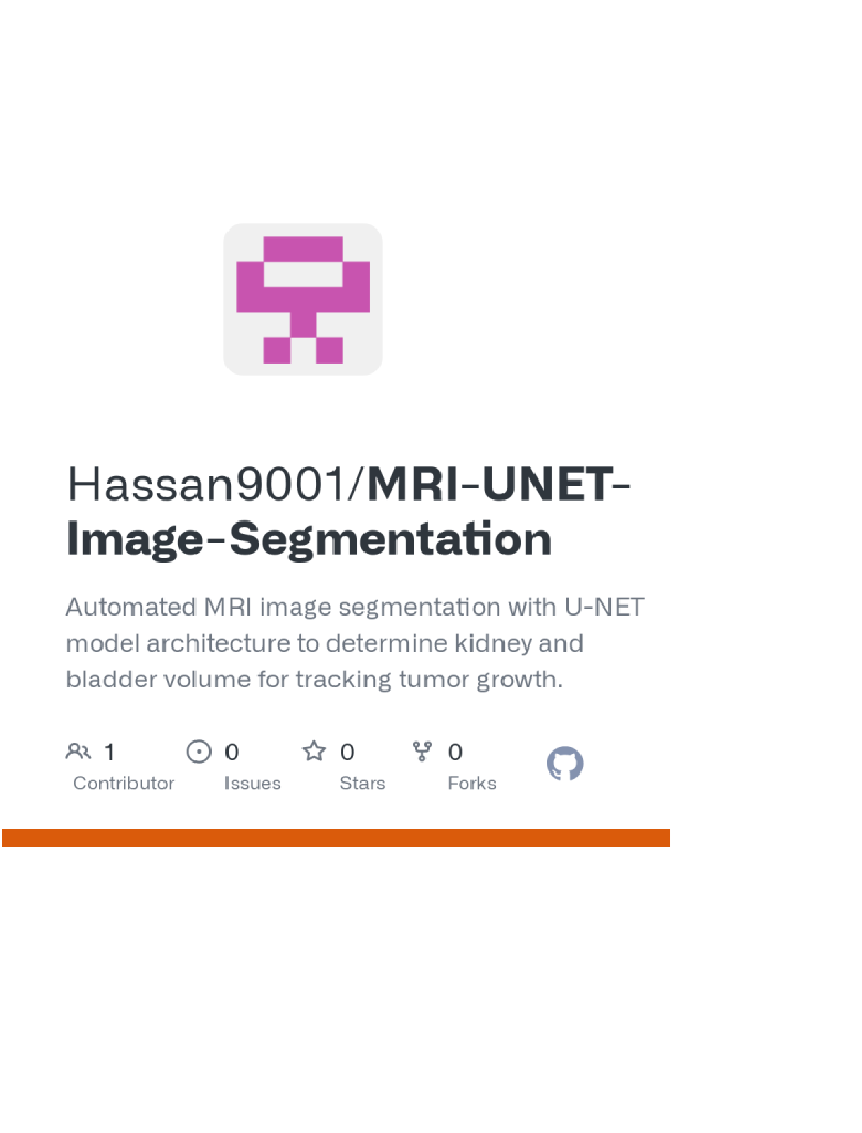 Hassan9001/MRI-UNET-
Image-Segmentation
Automated MRI image segmentation with U-NET
model architecture to determine kidney and
bladder volume for tracking tumor growth.
1 0 0 0
Contributor Issues Stars Forks